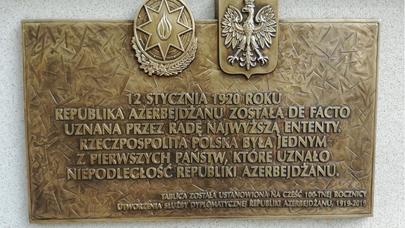 12 STYCZNIA 1920 ROKU
REPUBLIKA AZERBEJDŻANU ZOSTAŁA DE FACTO
UZNANA PRZEZ RADĘ NAJWYŻSZĄ ENTENTY.
RZECZPOSPOLITA POLSKA BYŁA JEDNYM
Z PIERWSZYCH PAŃSTW, KTÓRE UZNAŁO
NIEPODLEGŁOŚĆ REPUBLIKI AZERBEJDŻANU.
TABLICA ZOSTAŁA USTANOWIONA NA CZEŚĆ 100-TNEJ ROCZNICY
UTWORZENIA SŁUŻBY DYPLOMATYCZNEJ REPUBLIKI AZERBEJDŻANU, 1919-2019